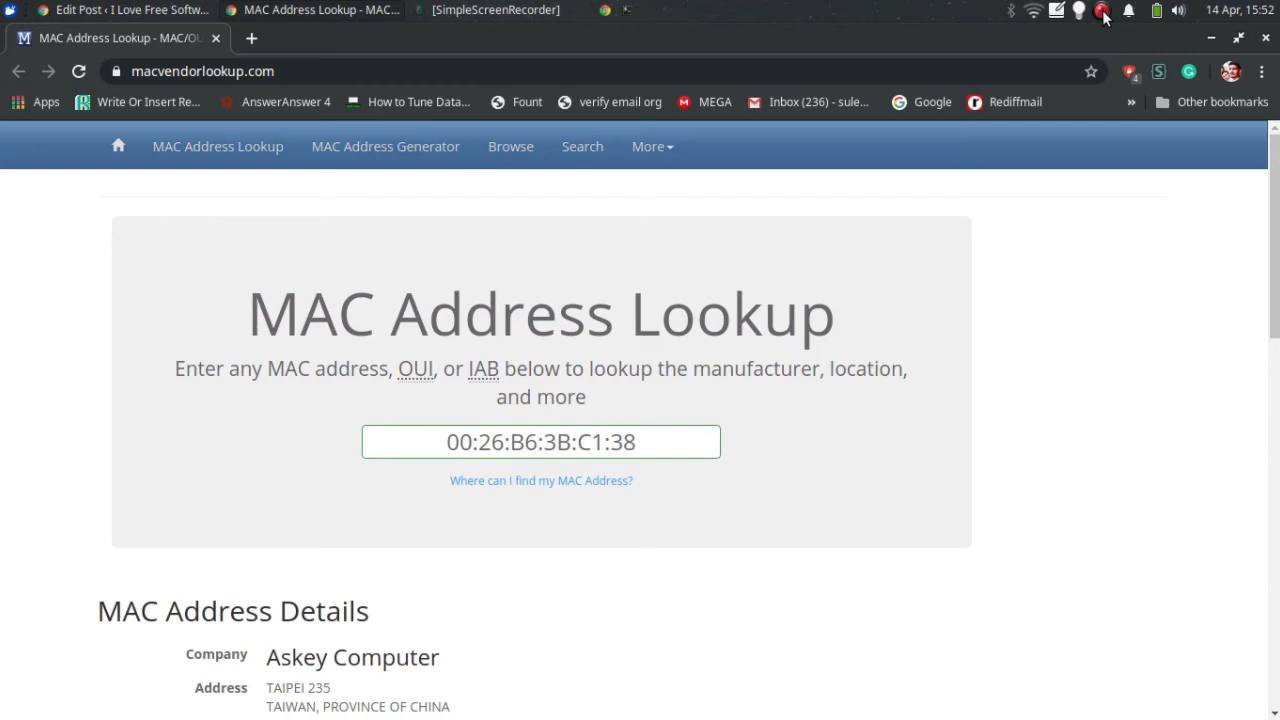 Edit Post ‹ I Love Free Softw...
MAC Address Lookup - MAC...
[SimpleScreenRecorder]
14 Apr, 15:52
MAC Address Lookup - MAC/OU
macvendorlookup.com
4
Apps
Write Or Insert Re...
AnswerAnswer 4
How to Tune Data...
Fount
verify email org
MEGA
Inbox (236) - sule...
Google
Rediffmail
»
Other bookmarks
MAC Address Lookup
MAC Address Generator
Browse
Search
More
MAC Address Lookup
Enter any MAC address, OUI, or IAB below to lookup the manufacturer, location,
and more
00:26:B6:3B:C1:38
Where can I find my MAC Address?
MAC Address Details
Company Askey Computer
Address TAIPEI 235
TAIWAN, PROVINCE OF CHINA